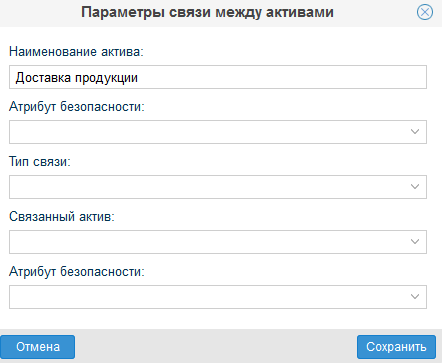 Параметры связи между активами
Наименование актива:
Доставка продукции
Атрибут безопасности:
Тип связи:
Связанный актив:
Атрибут безопасности:
Отмена
Сохранить